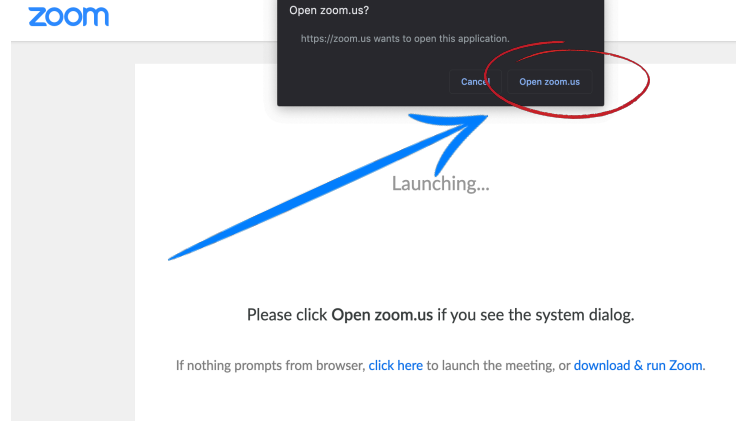 zoom
Open zoom.us?
https://zoom.us wants to open this application.
Cancel
Open zoom.us
Launching...
Please click Open zoom.us if you see the system dialog.
If nothing prompts from browser, click here to launch the meeting, or download & run Zoom.